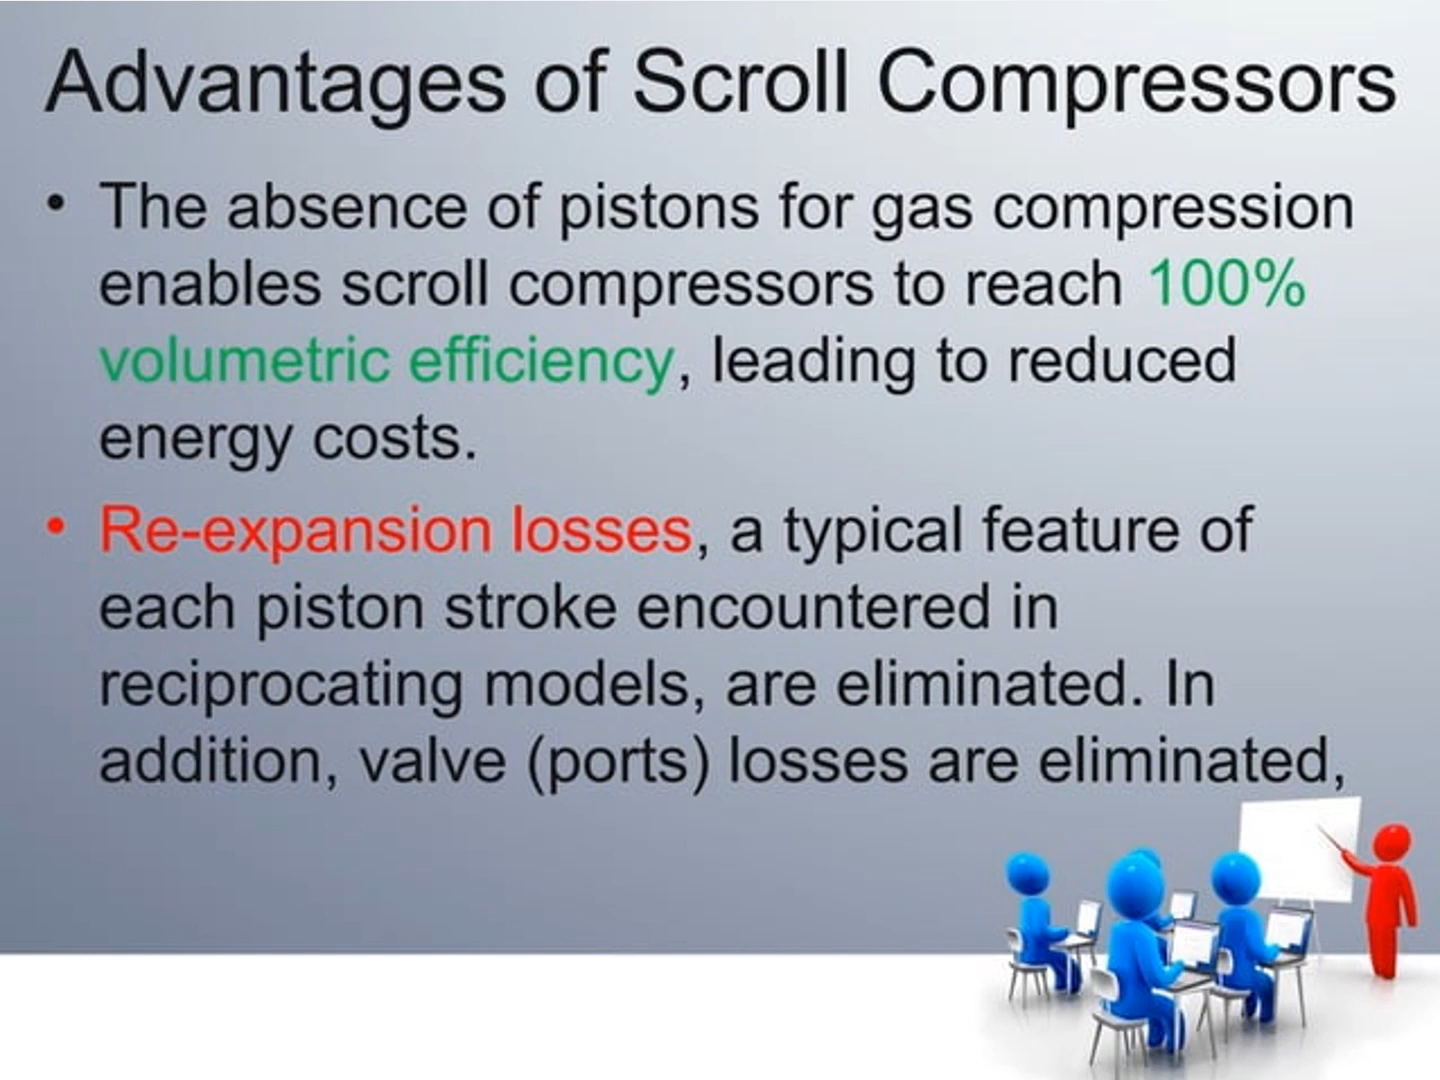 Advantages of Scroll Compressors
• The absence of pistons for gas compression
enables scroll compressors to reach 100%
volumetric efficiency, leading to reduced
energy costs.
• Re-expansion losses, a typical feature of
each piston stroke encountered in
reciprocating models, are eliminated. In
addition, valve (ports) losses are eliminated,